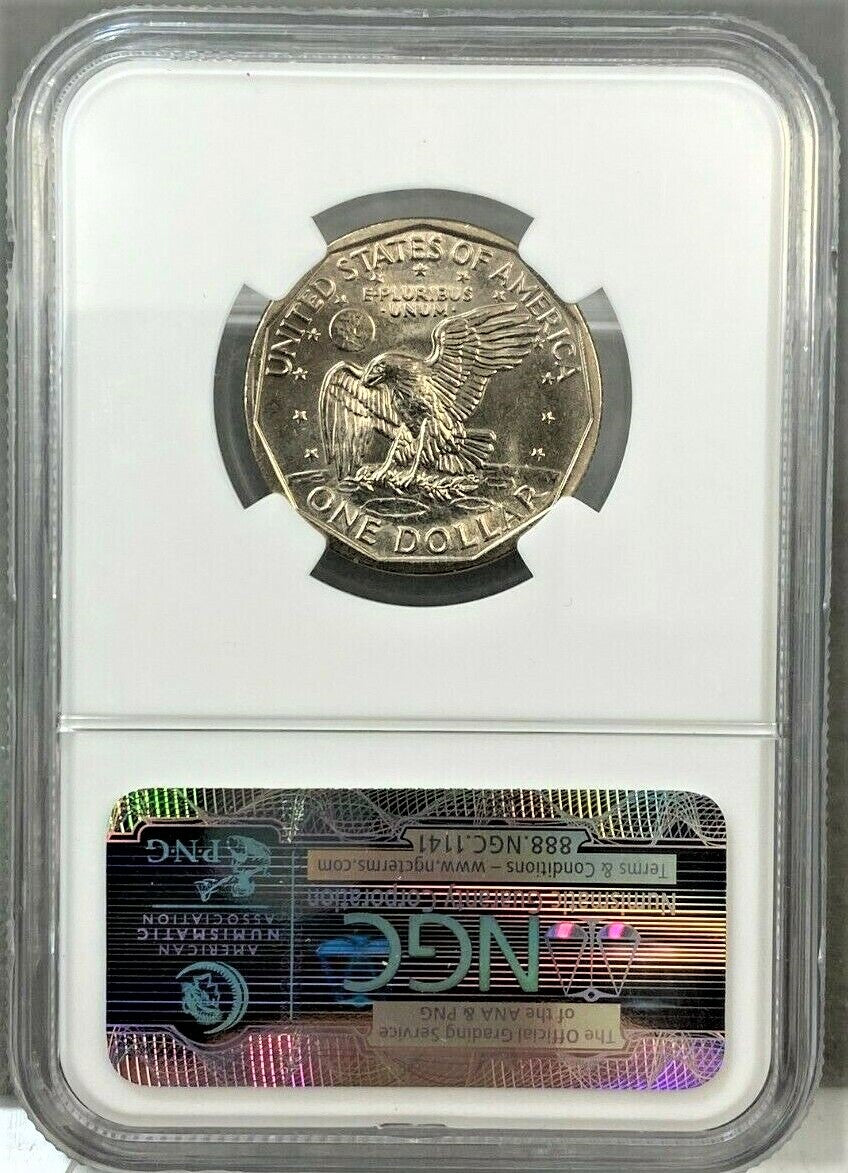 UNITED STATES OF AMERICA
E·PLURIBUS
·UNUM·
ONE DOLLAR
The Official Grading Service
of the ANA & PNG
NGC
Numismatic Guaranty Corporation
Terms & Conditions – www.ngcterms.com
888.NGC.1141
AMERICAN
NUMISMATIC
ASSOCIATION
P·N·G